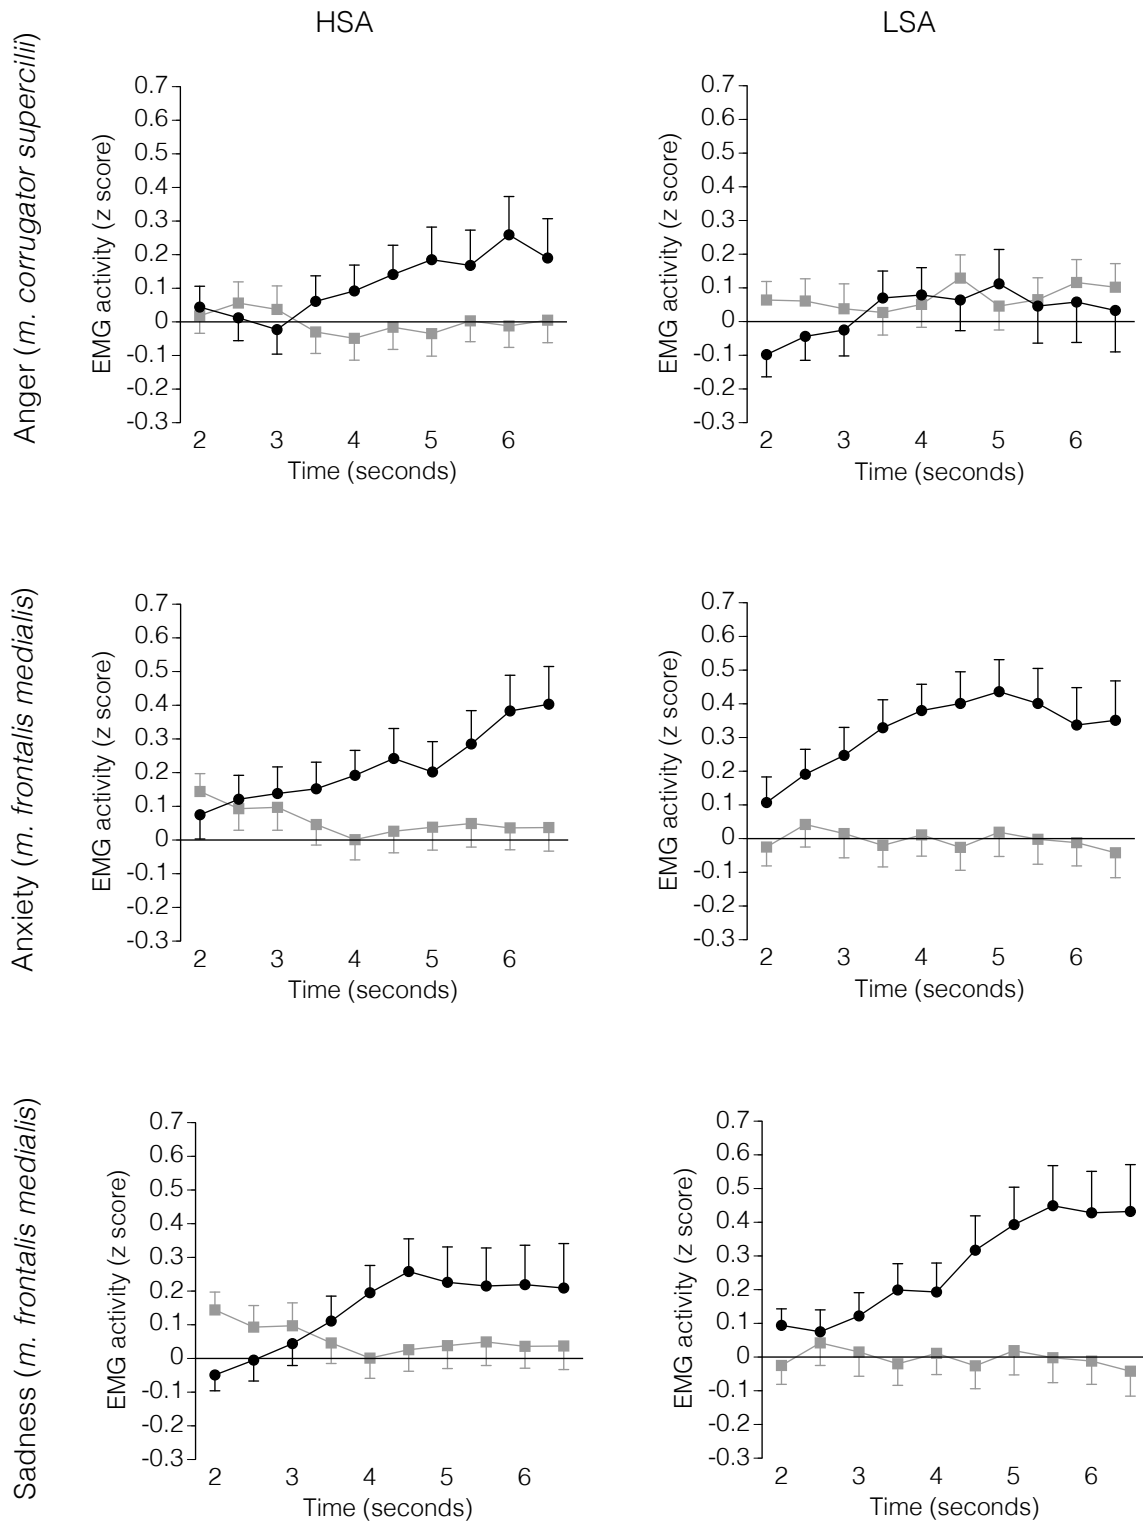 HSA
LSA
Anger (m. corrugator supercilii)
EMG activity (z score)
0.7
0.6
0.5
0.4
0.3
0.2
0.1
0
-0.1
-0.2
-0.3
2 3 4 5 6
Time (seconds)
EMG activity (z score)
0.7
0.6
0.5
0.4
0.3
0.2
0.1
0
-0.1
-0.2
-0.3
2 3 4 5 6
Time (seconds)
Anxiety (m. frontalis medialis)
EMG activity (z score)
0.7
0.6
0.5
0.4
0.3
0.2
0.1
0
-0.1
-0.2
-0.3
2 3 4 5 6
Time (seconds)
EMG activity (z score)
0.7
0.6
0.5
0.4
0.3
0.2
0.1
0
-0.1
-0.2
-0.3
2 3 4 5 6
Time (seconds)
Sadness (m. frontalis medialis)
EMG activity (z score)
0.7
0.6
0.5
0.4
0.3
0.2
0.1
0
-0.1
-0.2
-0.3
2 3 4 5 6
Time (seconds)
EMG activity (z score)
0.7
0.6
0.5
0.4
0.3
0.2
0.1
0
-0.1
-0.2
-0.3
2 3 4 5 6
Time (seconds)